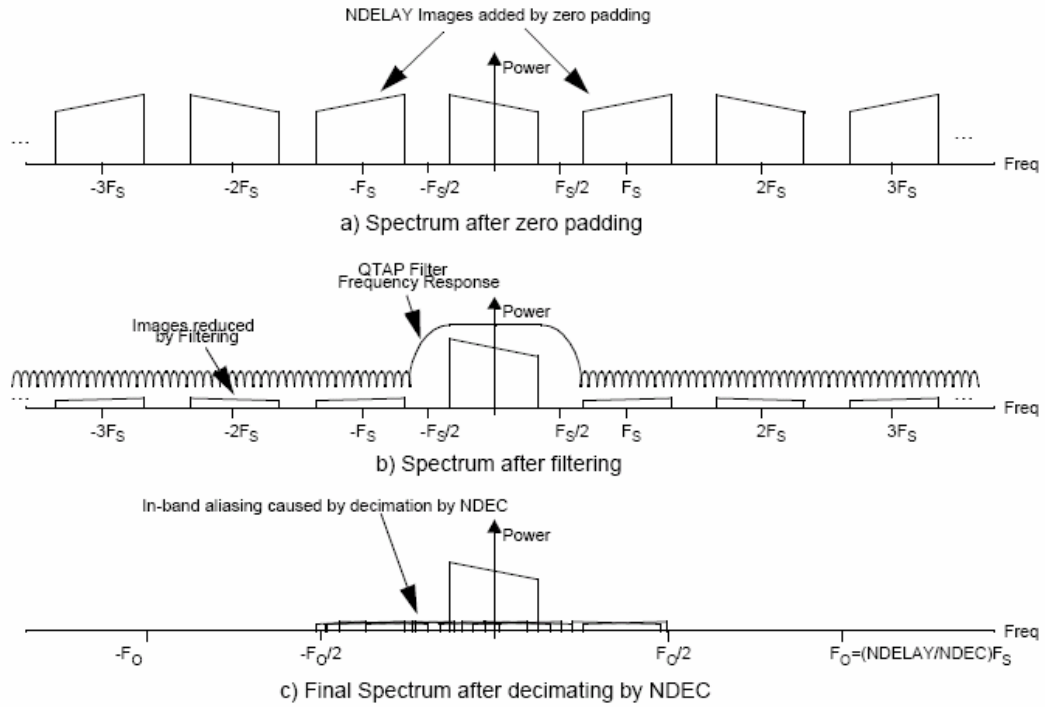 NDELAY Images added by zero padding
Power
... ...
Freq
-3FS -2FS -FS -FS/2 FS/2 FS 2FS 3FS
a) Spectrum after zero padding
QTAP Filter
Frequency Response
Power
Images reduced
by Filtering
... ...
Freq
-3FS -2FS -FS -FS/2 FS/2 FS 2FS 3FS
b) Spectrum after filtering
In-band aliasing caused by decimation by NDEC
Power
Freq
-FO -FO/2 FO/2 FO=(NDELAY/NDEC)FS
c) Final Spectrum after decimating by NDEC